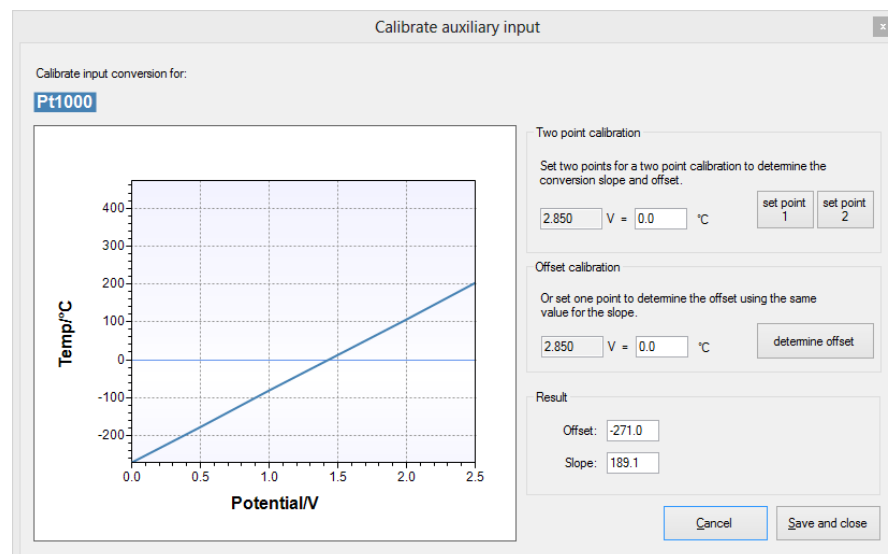 Calibrate auxiliary input
x
Calibrate input conversion for:
Pt1000
Temp/°C
400
300
200
100
0
-100
-200
0.0 0.5 1.0 1.5 2.0 2.5
Potential/V
Two point calibration
Set two points for a two point calibration to determine the
conversion slope and offset.
2.850 V = 0.0 °C
set point
1
set point
2
Offset calibration
Or set one point to determine the offset using the same
value for the slope.
2.850 V = 0.0 °C
determine offset
Result
Offset: -271.0
Slope: 189.1
Cancel
Save and close